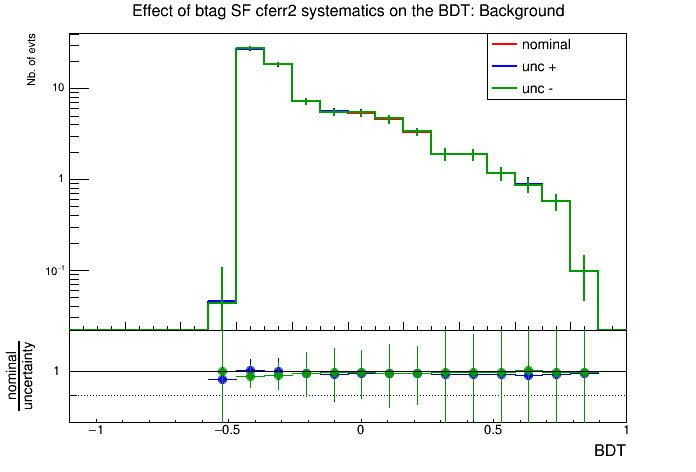 Effect of btag SF cferr2 systematics on the BDT: Background
Nb. of evts
nominal
unc +
unc -
10
1
10⁻¹
nominal
uncertainty
1
−1
−0.5
0
0.5
1
BDT